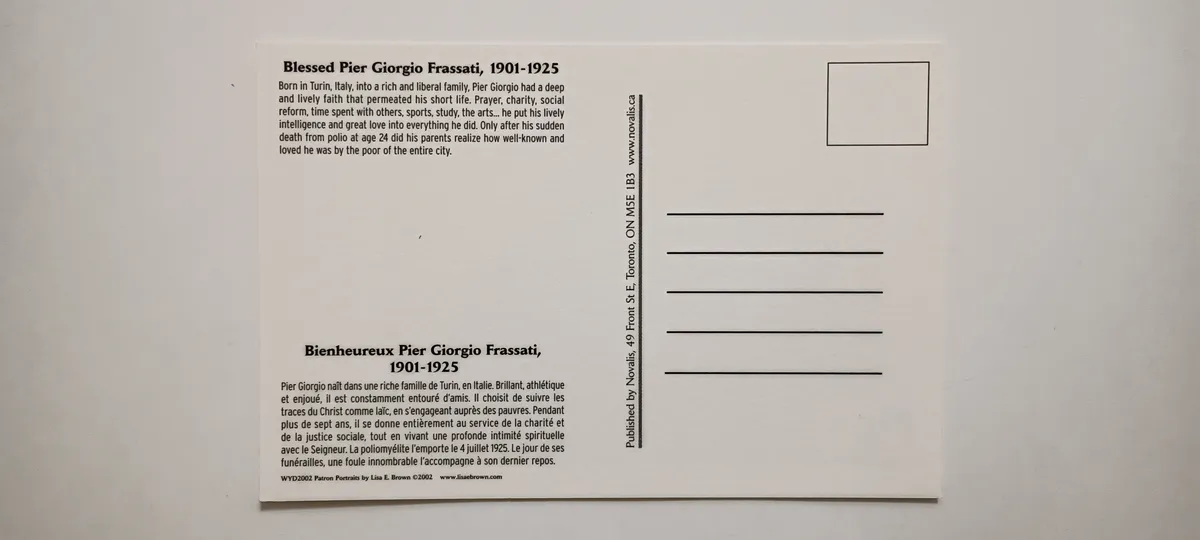 Blessed Pier Giorgio Frassati, 1901-1925
Born in Turin, Italy, into a rich and liberal family, Pier Giorgio had a deep
and lively faith that permeated his short life. Prayer, charity, social
reform, time spent with others, sports, study, the arts... he put his lively
intelligence and great love into everything he did. Only after his sudden
death from polio at age 24 did his parents realize how well-known and
loved he was by the poor of the entire city.
Bienheureux Pier Giorgio Frassati,
1901-1925
Pier Giorgio naît dans une riche famille de Turin, en Italie. Brillant, athlétique
et enjoué, il est constamment entouré d'amis. Il choisit de suivre les
traces du Christ comme laïc, en s'engageant auprès des pauvres. Pendant
plus de sept ans, il se donne entièrement au service de la charité et
de la justice sociale, tout en vivant une profonde intimité spirituelle
avec le Seigneur. La poliomyélite l'emporte le 4 juillet 1925. Le jour de ses
funérailles, une foule innombrable l'accompagne à son dernier repos.
WYD2002 Patron Portraits by Lisa E. Brown ©2002 www.lisaebrown.com
Published by Novalis, 49 Front St E, Toronto, ON M5E 1B3 www.novalis.ca